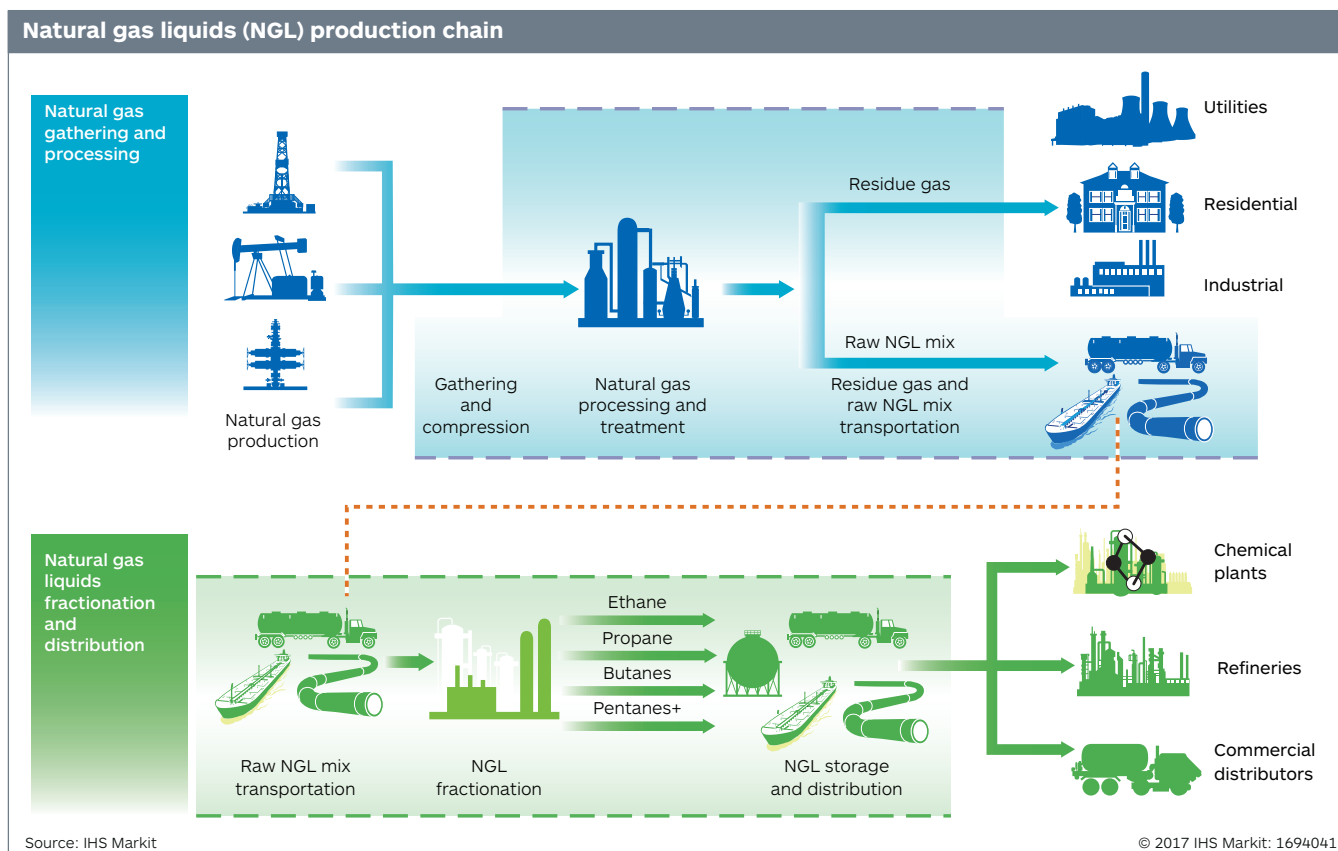 Natural gas liquids (NGL) production chain
Natural gas
gathering and
processing
Natural gas
production
Gathering
and
compression
Natural gas
processing and
treatment
Residue gas
Raw NGL mix
Residue gas and
raw NGL mix
transportation
Utilities
Residential
Industrial
Natural gas
liquids
fractionation
and
distribution
Raw NGL mix
transportation
NGL
fractionation
Ethane
Propane
Butanes
Pentanes+
NGL storage
and distribution
Chemical
plants
Refineries
Commercial
distributors
Source: IHS Markit
© 2017 IHS Markit: 1694041